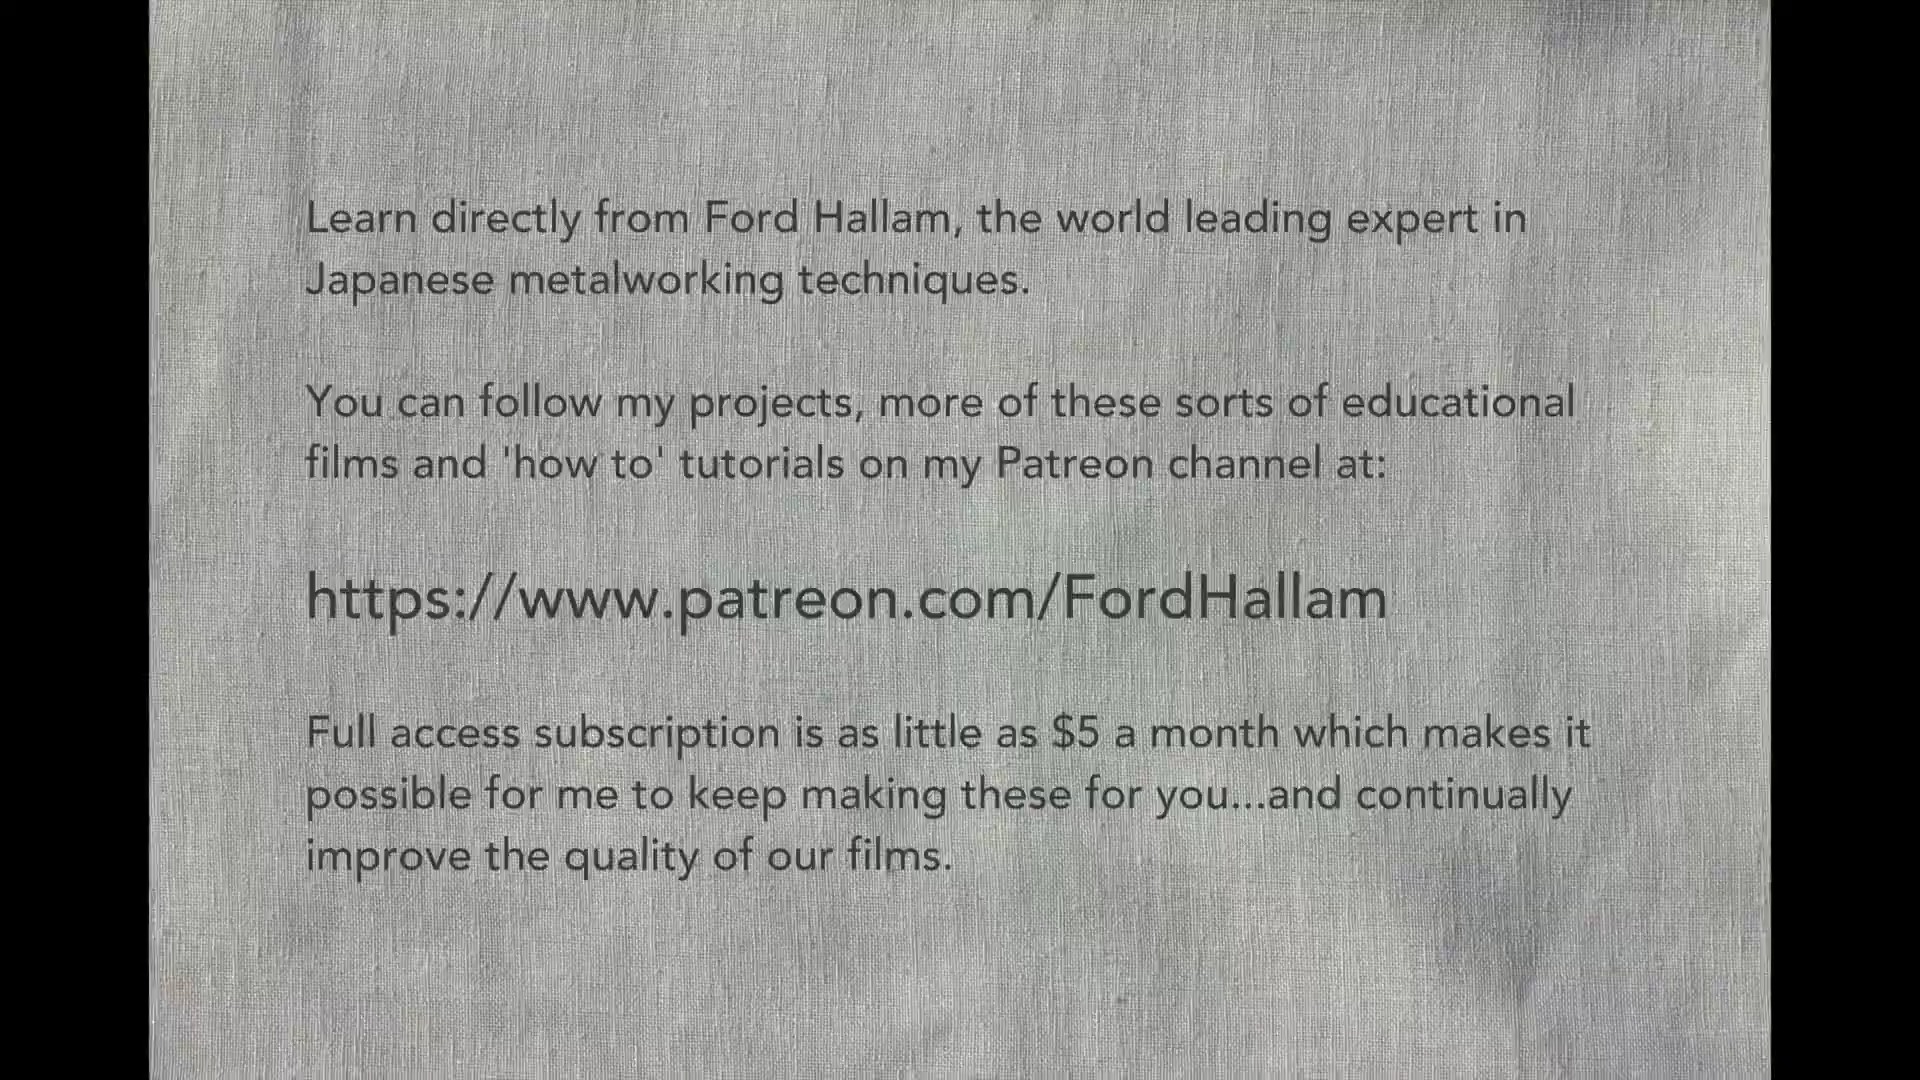 Learn directly from Ford Hallam, the world leading expert in
Japanese metalworking techniques.
You can follow my projects, more of these sorts of educational
films and 'how to' tutorials on my Patreon channel at:
https://www.patreon.com/FordHallam
Full access subscription is as little as $5 a month which makes it
possible for me to keep making these for you...and continually
improve the quality of our films.